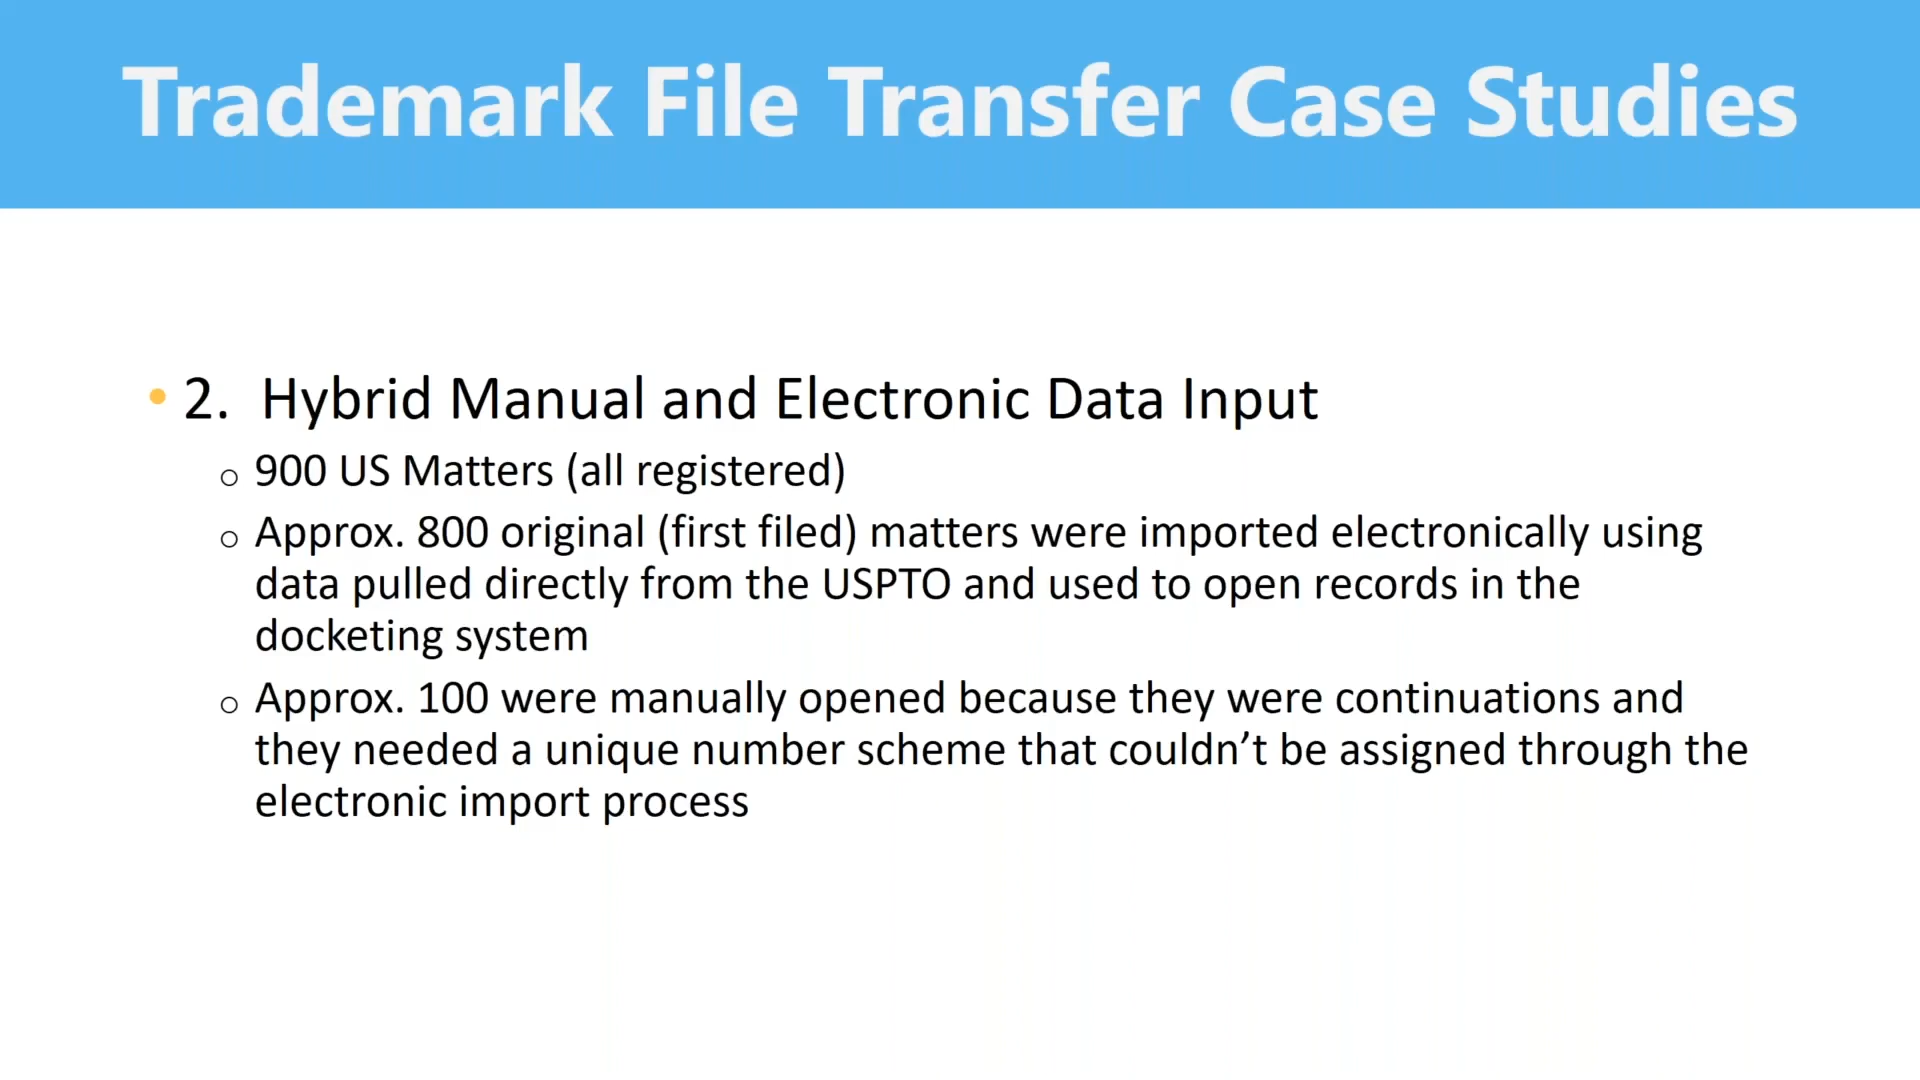 Trademark File Transfer Case Studies
• 2. Hybrid Manual and Electronic Data Input
o 900 US Matters (all registered)
o Approx. 800 original (first filed) matters were imported electronically using
data pulled directly from the USPTO and used to open records in the
docketing system
o Approx. 100 were manually opened because they were continuations and
they needed a unique number scheme that couldn’t be assigned through the
electronic import process